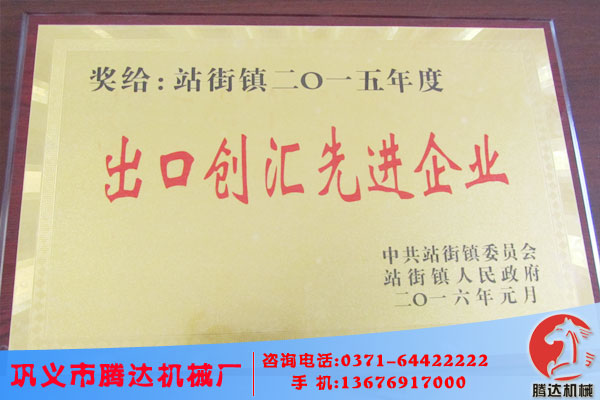 奖给:站街镇二〇一五年度
出口创汇先进企业
中共站街镇委员会
站街镇人民政府
二〇一六年元月
巩义市腾达机械厂
咨询电话:0371-64422222
手 机:13676917000
腾达机械